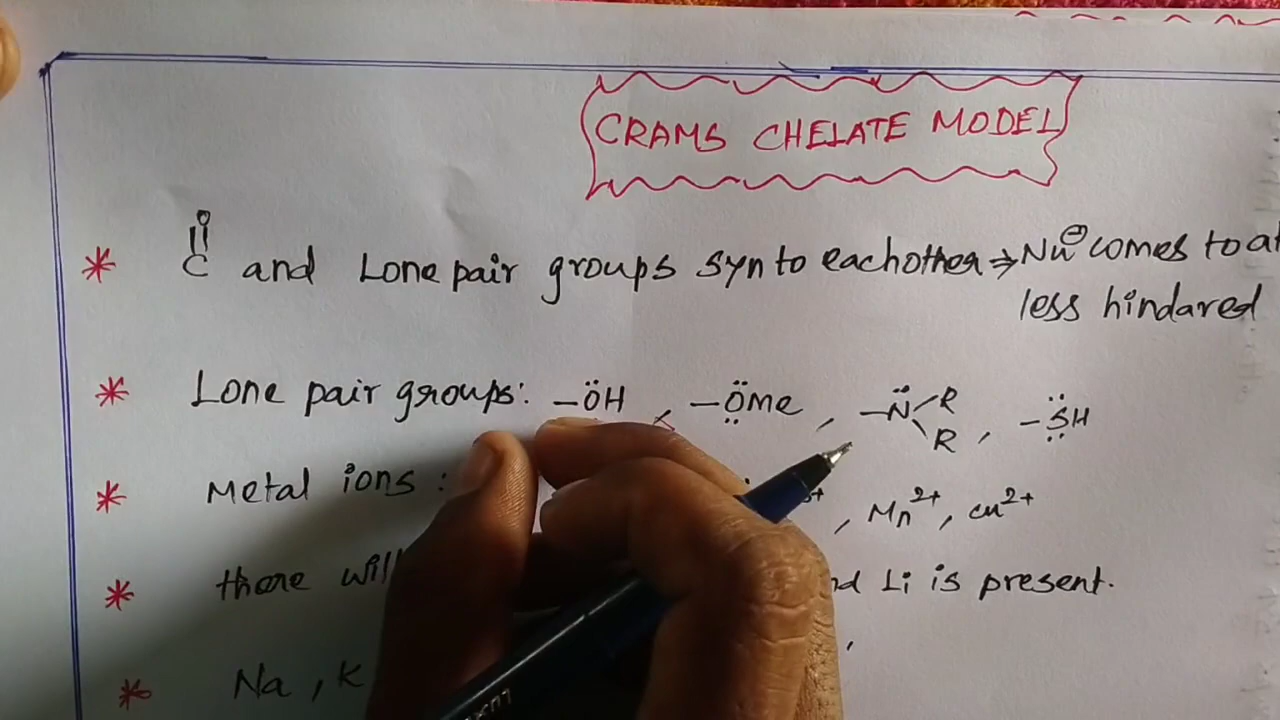 CRAMS CHELATE MODEL
* O
||
C and Lone pair groups syn to eachother ⇒ Nu⊖ comes to
less hindared
* Lone pair groups: -ÖH, -ÖMe, -N̈
R
R, -SH
* Metal ions :
, Mn2+, cu2+
* there will Li is present.
* Na, K
LUX